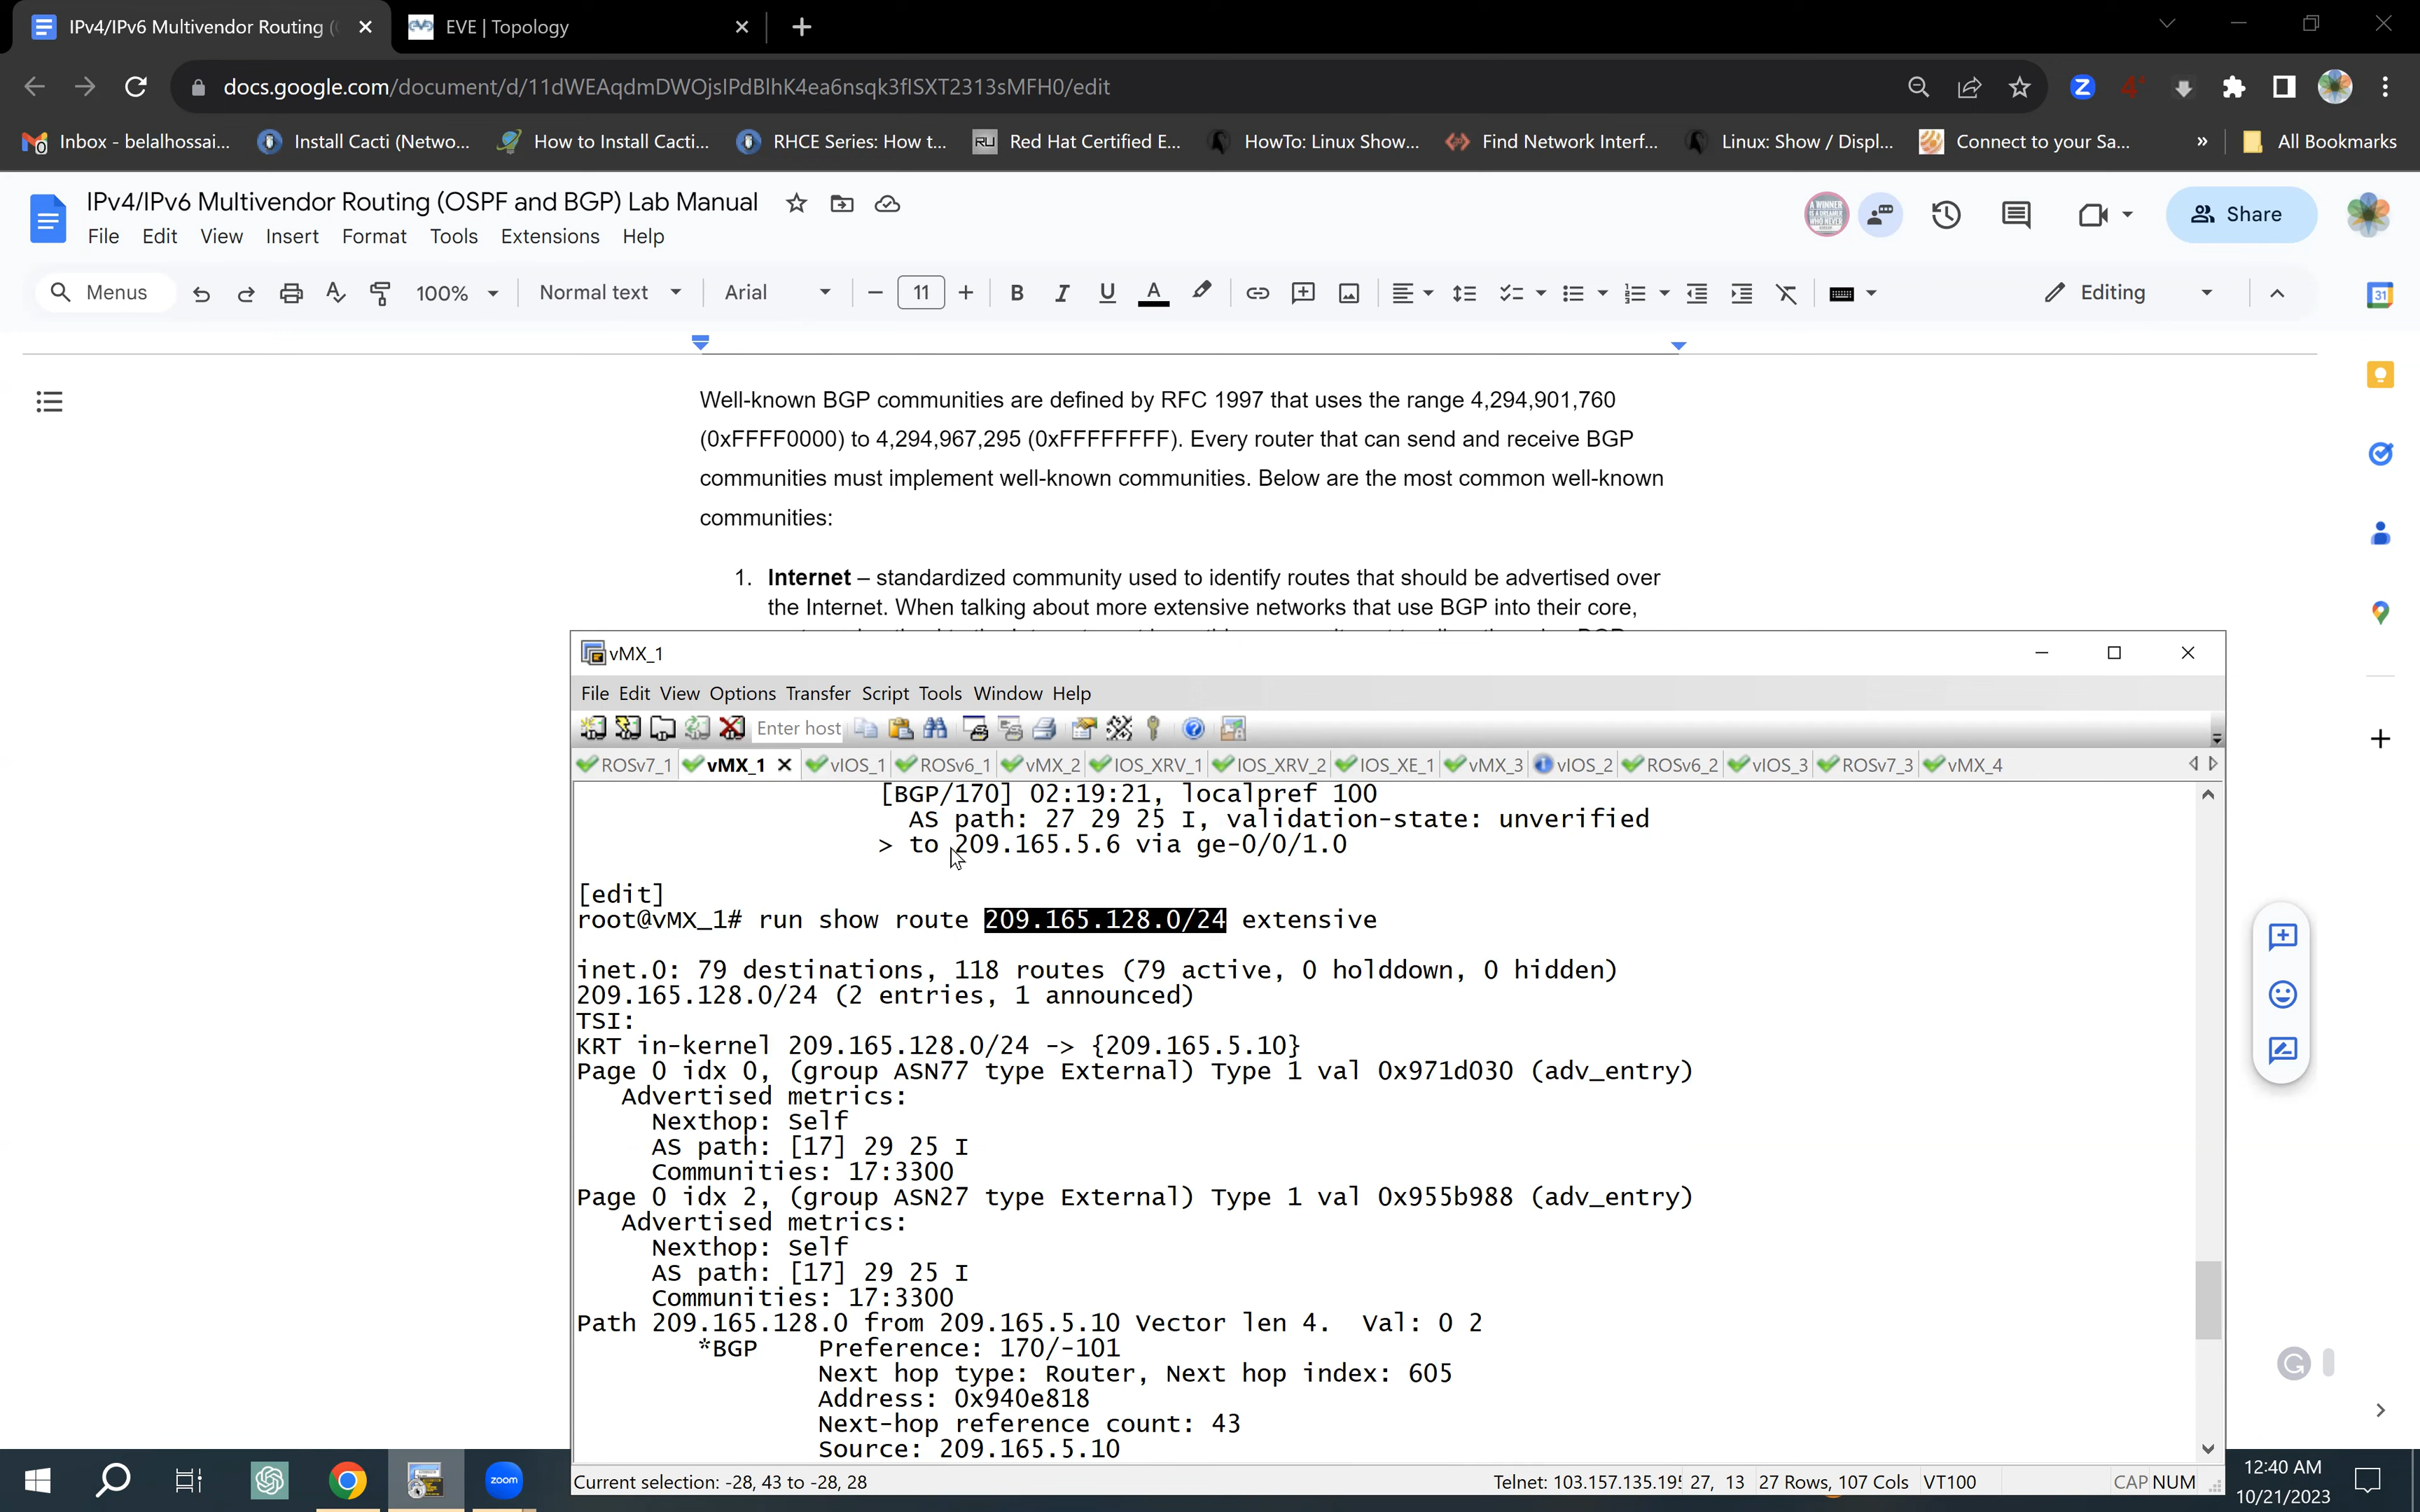 IPv4/IPv6 Multivendor Routing (
EVE | Topology
docs.google.com/document/d/11dWEAqdmDWOjsIPdBlhK4ea6nsqk3fISXT2313sMFH0/edit
Inbox - belalhossai...
Install Cacti (Netwo...
How to Install Cacti...
RHCE Series: How t...
Red Hat Certified E...
HowTo: Linux Show...
Find Network Interf...
Linux: Show / Displ...
Connect to your Sa...
»
All Bookmarks
IPv4/IPv6 Multivendor Routing (OSPF and BGP) Lab Manual
File Edit View Insert Format Tools Extensions Help
Share
Menus 100% Normal text Arial 11 Editing
Well-known BGP communities are defined by RFC 1997 that uses the range 4,294,901,760
(0xFFFF0000) to 4,294,967,295 (0xFFFFFFFF). Every router that can send and receive BGP
communities must implement well-known communities. Below are the most common well-known
communities:
1. Internet – standardized community used to identify routes that should be advertised over
the Internet. When talking about more extensive networks that use BGP into their core,
vMX_1
File Edit View Options Transfer Script Tools Window Help
Enter host
ROSv7_1 vMX_1 vIOS_1 ROSv6_1 vMX_2 IOS_XRV_1 IOS_XRV_2 IOS_XE_1 vMX_3 vIOS_2 ROSv6_2 vIOS_3 ROSv7_3 vMX_4
[BGP/170] 02:19:21, localpref 100
AS path: 27 29 25 I, validation-state: unverified
> to 209.165.5.6 via ge-0/0/1.0
[edit]
root@vMX_1# run show route 209.165.128.0/24 extensive
inet.0: 79 destinations, 118 routes (79 active, 0 holddown, 0 hidden)
209.165.128.0/24 (2 entries, 1 announced)
TSI:
KRT in-kernel 209.165.128.0/24 -> {209.165.5.10}
Page 0 idx 0, (group ASN77 type External) Type 1 val 0x971d030 (adv_entry)
Advertised metrics:
Nexthop: Self
AS path: [17] 29 25 I
Communities: 17:3300
Page 0 idx 2, (group ASN27 type External) Type 1 val 0x955b988 (adv_entry)
Advertised metrics:
Nexthop: Self
AS path: [17] 29 25 I
Communities: 17:3300
Path 209.165.128.0 from 209.165.5.10 Vector len 4. Val: 0 2
*BGP Preference: 170/-101
Next hop type: Router, Next hop index: 605
Address: 0x940e818
Next-hop reference count: 43
Source: 209.165.5.10
Current selection: -28, 43 to -28, 28
Telnet: 103.157.135.195 27, 13 27 Rows, 107 Cols VT100 CAP NUM
zoom
12:40 AM
10/21/2023